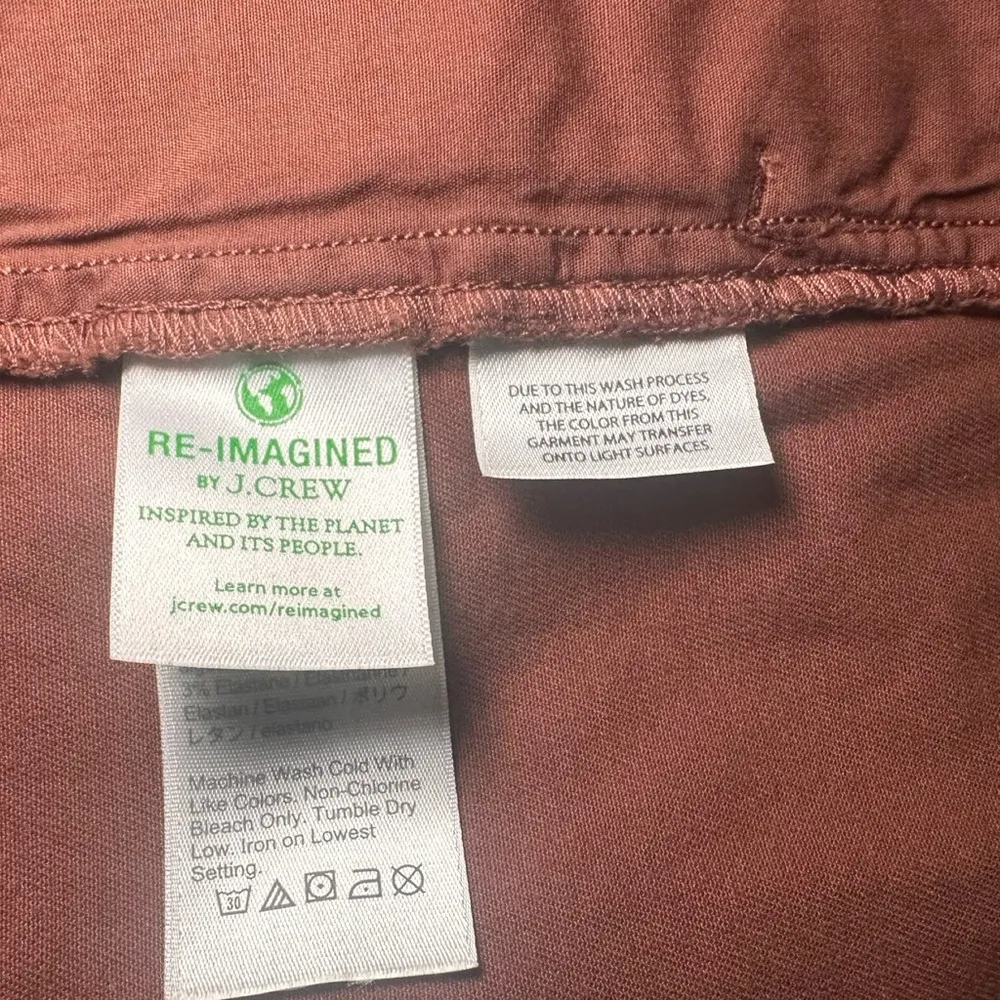 RE-IMAGINED
BY J.CREW
INSPIRED BY THE PLANET
AND ITS PEOPLE.
Learn more at
jcrew.com/reimagined
3% Elastane / Elasthanne /
Elastan / Elastaan / ポリウ
レタン / elastano
Machine Wash Cold With
Like Colors. Non-Chlorine
Bleach Only. Tumble Dry
Low. Iron on Lowest
Setting.
30
DUE TO THIS WASH PROCESS
AND THE NATURE OF DYES,
THE COLOR FROM THIS
GARMENT MAY TRANSFER
ONTO LIGHT SURFACES.